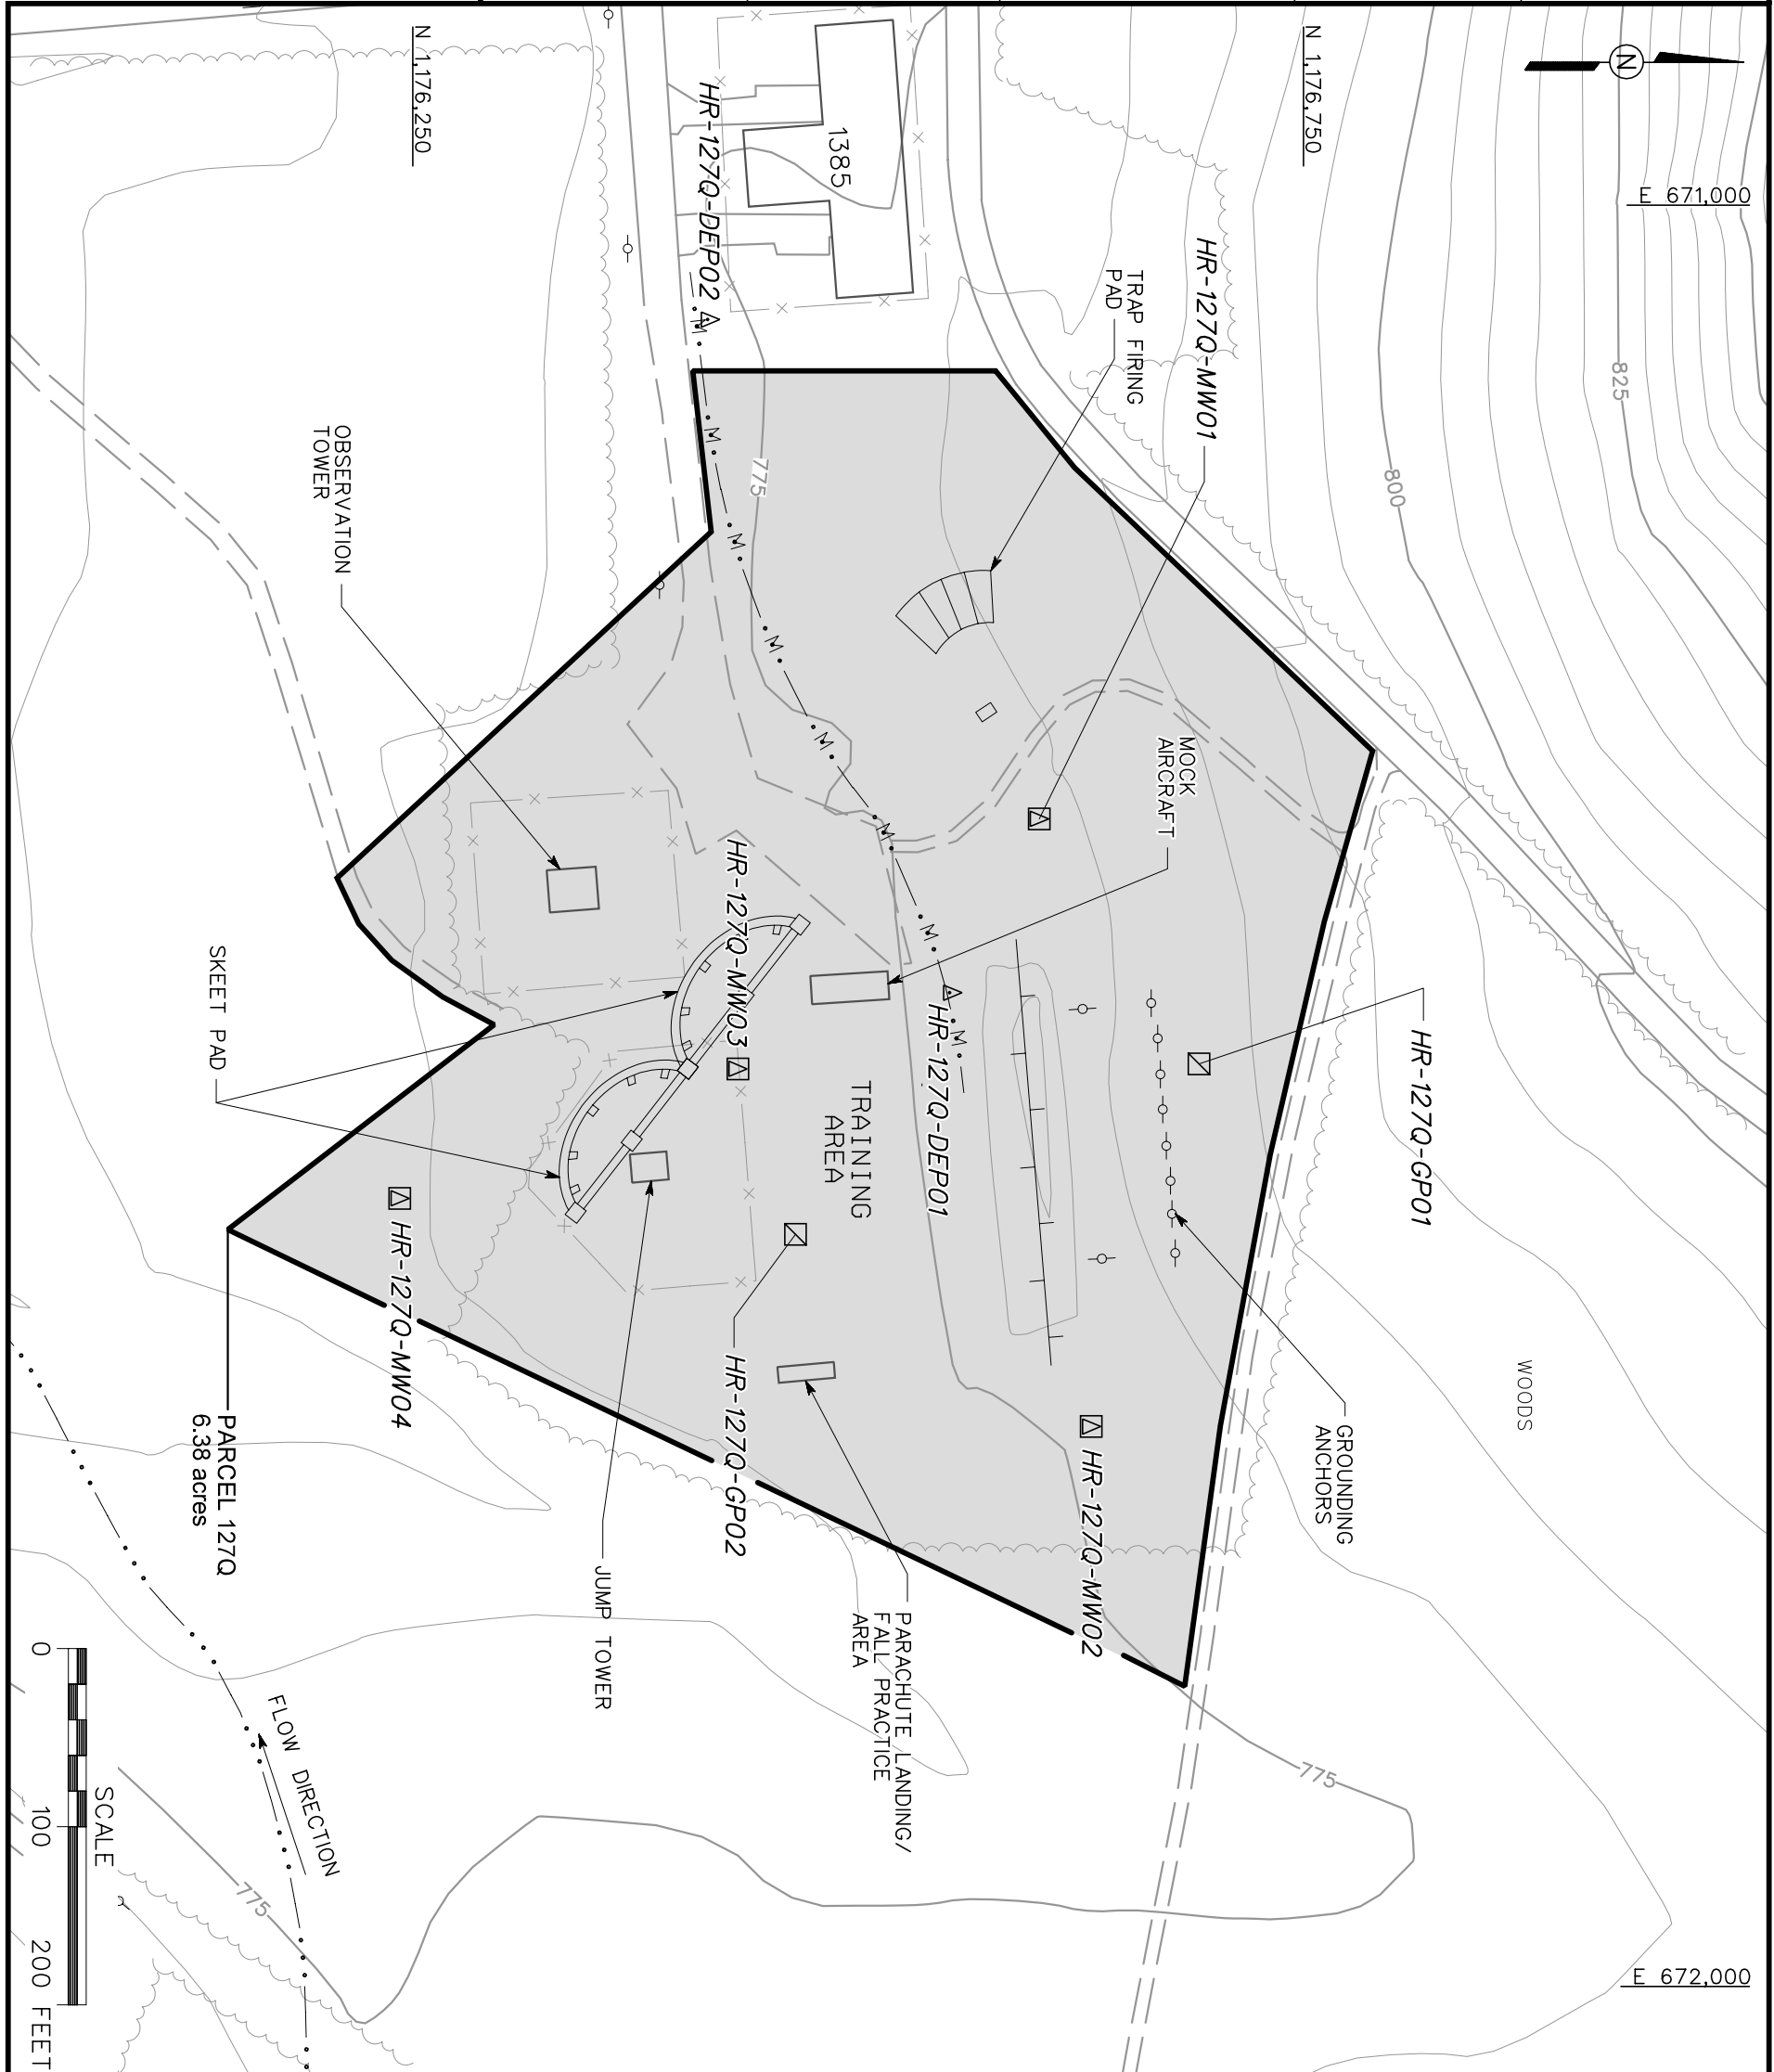 N
E 671,000
E 672,000
N 1,176,750
N 1,176,250
825
800
775
775
775
1385
HR-127Q-DEP02
HR-127Q-MW01
TRAP FIRING
PAD
MOCK
AIRCRAFT
HR-127Q-GP01
GROUNDING
ANCHORS
WOODS
HR-127Q-DEP01
TRAINING
AREA
HR-127Q-MW03
HR-127Q-MW02
HR-127Q-GP02
HR-127Q-MW04
OBSERVATION
TOWER
SKEET PAD
JUMP TOWER
PARACHUTE LANDING/
FALL PRACTICE
AREA
PARCEL 127Q
6.38 acres
FLOW DIRECTION
M
M
M
M
M
M
M
M
SCALE
0 100 200 FEET